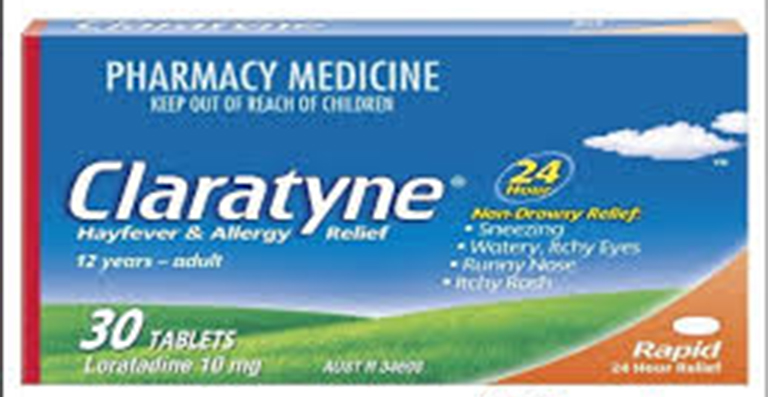 PHARMACY MEDICINE
KEEP OUT OF REACH OF CHILDREN
Claratyne®
Hayfever & Allergy Relief
12 years – adult
24
Hour
Non-Drowsy Relief:
• Sneezing
• Watery, Itchy Eyes
• Runny Nose
• Itchy Rash
30 TABLETS
Loratadine 10 mg
AUST R
Rapid
24 Hour Relief